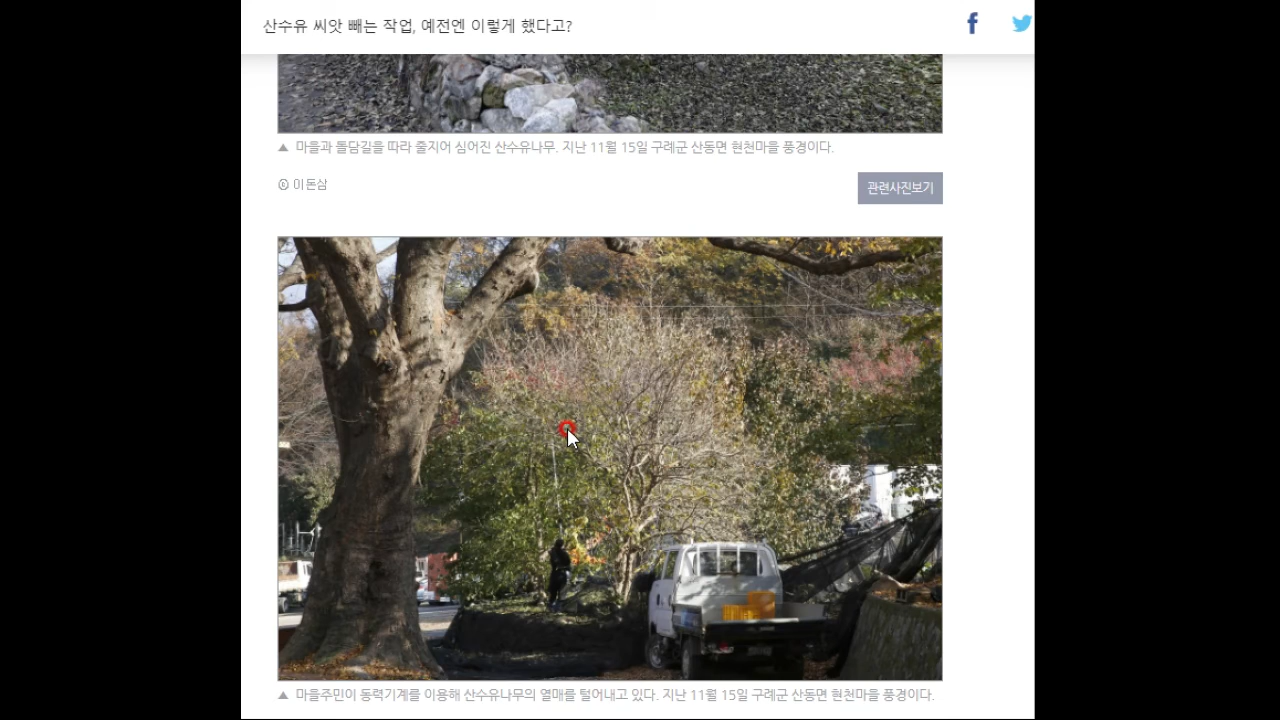 산수유 씨앗 빼는 작업, 예전엔 이렇게 했다고?
▲ 마을과 돌담길을 따라 줄지어 심어진 산수유나무. 지난 11월 15일 구례군 산동면 현천마을 풍경이다.
ⓒ 이돈삼
관련사진보기
▲ 마을주민이 동력기계를 이용해 산수유나무의 열매를 털어내고 있다. 지난 11월 15일 구례군 산동면 현천마을 풍경이다.